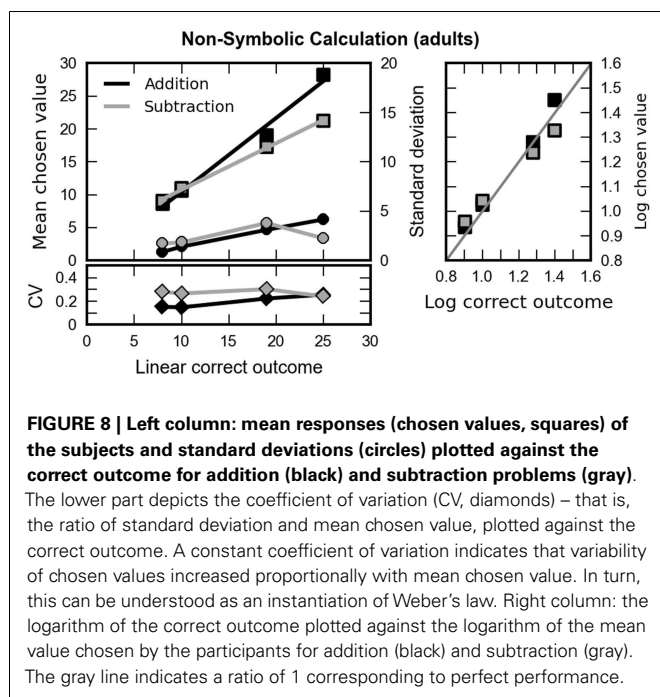 Non-Symbolic Calculation (adults)
Mean chosen value
30
25
20
15
10
5
0
Addition
Subtraction
20
15
10
5
0
Standard deviation
CV
0.4
0.2
0
0 5 10 15 20 25 30
Linear correct outcome
1.6
1.5
1.4
1.3
1.2
1.1
1.0
0.9
0.8
Log chosen value
0.8 1.0 1.2 1.4 1.6
Log correct outcome
FIGURE 8 | Left column: mean responses (chosen values, squares) of
the subjects and standard deviations (circles) plotted against the
correct outcome for addition (black) and subtraction problems (gray).
The lower part depicts the coefficient of variation (CV, diamonds) – that is,
the ratio of standard deviation and mean chosen value, plotted against the
correct outcome. A constant coefficient of variation indicates that variability
of chosen values increased proportionally with mean chosen value. In turn,
this can be understood as an instantiation of Weber’s law. Right column: the
logarithm of the correct outcome plotted against the logarithm of the mean
value chosen by the participants for addition (black) and subtraction (gray).
The gray line indicates a ratio of 1 corresponding to perfect performance.